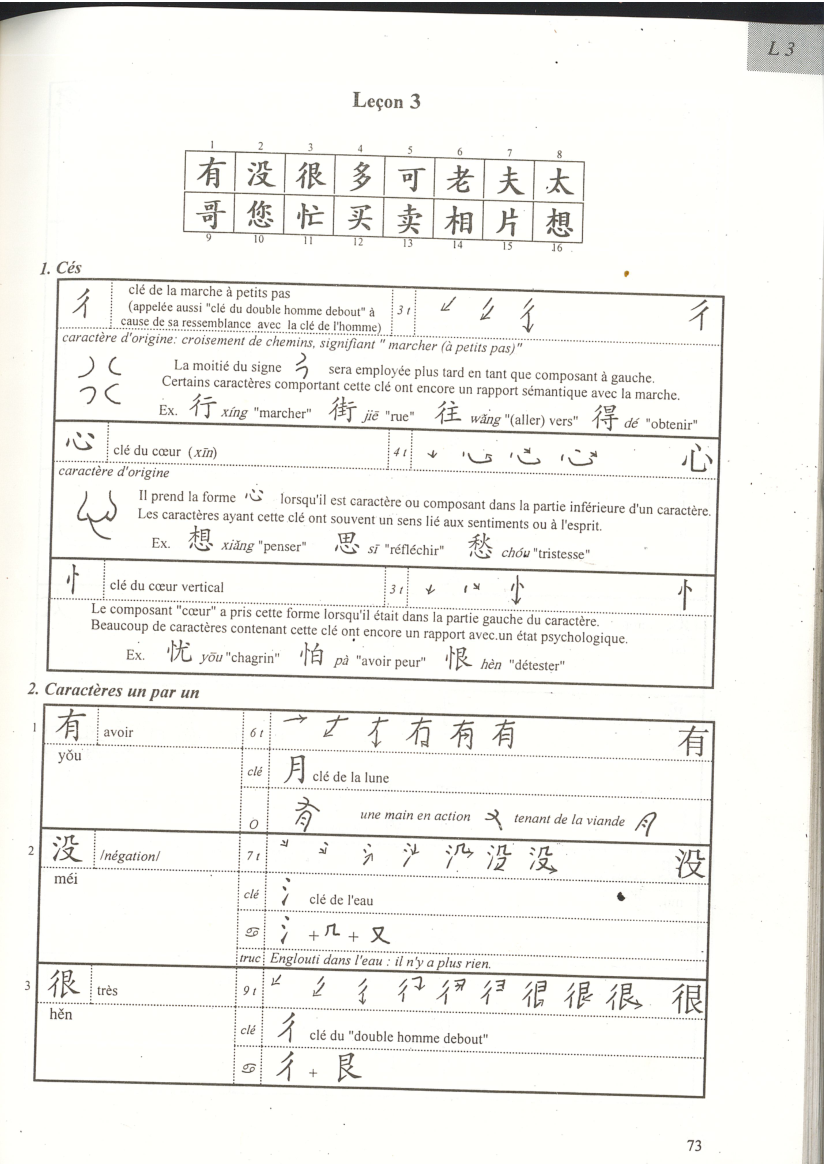 L 3
Leçon 3
1 2 3 4 5 6 7 8
有 没 很 多 可 老 夫 太
哥 您 忙 买 卖 相 片 想
9 10 11 12 13 14 15 16
1. Cés
彳 clé de la marche à petits pas
(appelée aussi "clé du double homme debout" à
cause de sa ressemblance avec la clé de l'homme)
3 t 彳
caractère d'origine: croisement de chemins, signifiant " marcher (à petits pas)"
La moitié du signe sera employée plus tard en tant que composant à gauche.
Certains caractères comportant cette clé ont encore un rapport sémantique avec la marche.
Ex. 行 xíng "marcher" 街 jiē "rue" 往 wǎng "(aller) vers" 得 dé "obtenir"
心 clé du cœur (xīn) 4 t 心
caractère d'origine
Il prend la forme 心 lorsqu'il est caractère ou composant dans la partie inférieure d'un caractère.
Les caractères ayant cette clé ont souvent un sens lié aux sentiments ou à l'esprit.
Ex. 想 xiǎng "penser" 思 sī "réfléchir" 愁 chóu "tristesse"
忄 clé du cœur vertical 3 t 忄
Le composant "cœur" a pris cette forme lorsqu'il était dans la partie gauche du caractère.
Beaucoup de caractères contenant cette clé ont encore un rapport avec.un état psychologique.
Ex. 忧 yōu "chagrin" 怕 pà "avoir peur" 恨 hèn "détester"
2. Caractères un par un
1 有 avoir 6 t 有
yǒu
clé 月 clé de la lune
O une main en action tenant de la viande
2 没 /négation/ 7 t 没
méi
clé 氵 clé de l'eau
氵 + 几 + 又
truc Englouti dans l'eau : il n'y a plus rien.
3 很 très 9 t 很
hěn
clé 彳 clé du "double homme debout"
彳 + 艮
73